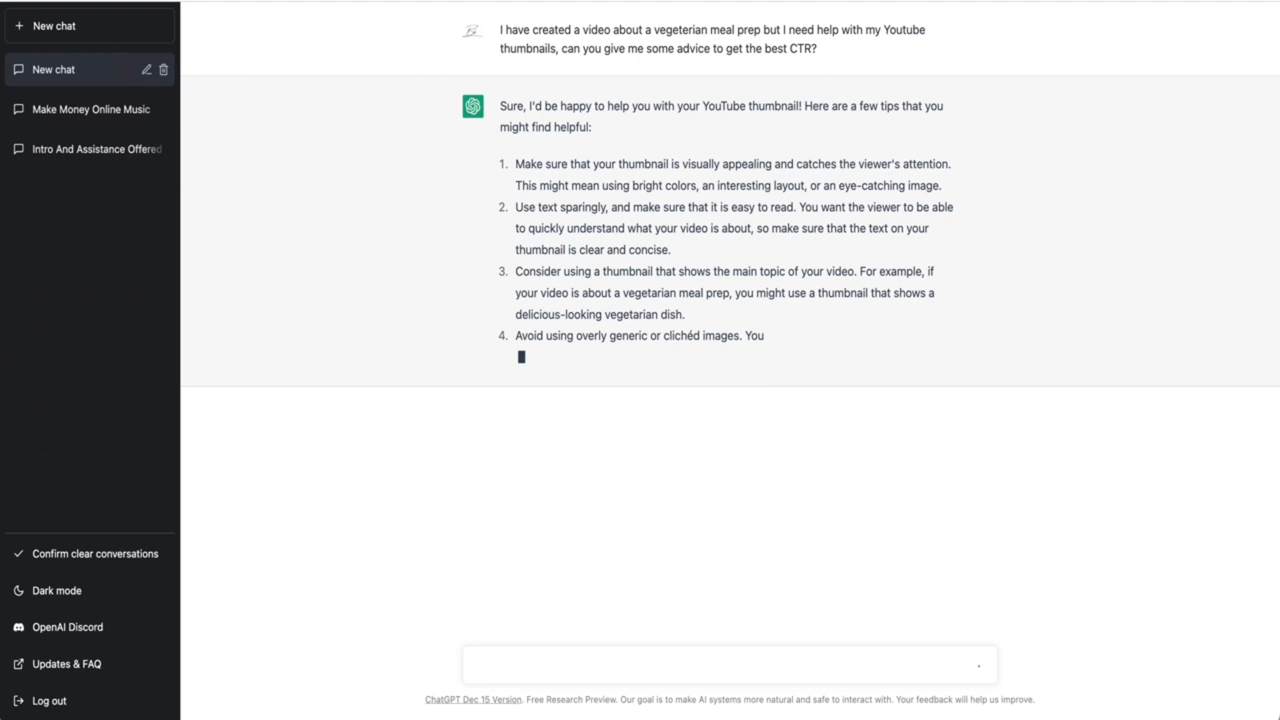 New chat
New chat
Make Money Online Music
Intro And Assistance Offered
Confirm clear conversations
Dark mode
OpenAI Discord
Updates & FAQ
Log out
I have created a video about a vegeterian meal prep but I need help with my Youtube
thumbnails, can you give me some advice to get the best CTR?
Sure, I'd be happy to help you with your YouTube thumbnail! Here are a few tips that you
might find helpful:
1. Make sure that your thumbnail is visually appealing and catches the viewer's attention.
This might mean using bright colors, an interesting layout, or an eye-catching image.
2. Use text sparingly, and make sure that it is easy to read. You want the viewer to be able
to quickly understand what your video is about, so make sure that the text on your
thumbnail is clear and concise.
3. Consider using a thumbnail that shows the main topic of your video. For example, if
your video is about a vegetarian meal prep, you might use a thumbnail that shows a
delicious-looking vegetarian dish.
4. Avoid using overly generic or clichéd images. You
ChatGPT Dec 15 Version. Free Research Preview. Our goal is to make AI systems more natural and safe to interact with. Your feedback will help us improve.